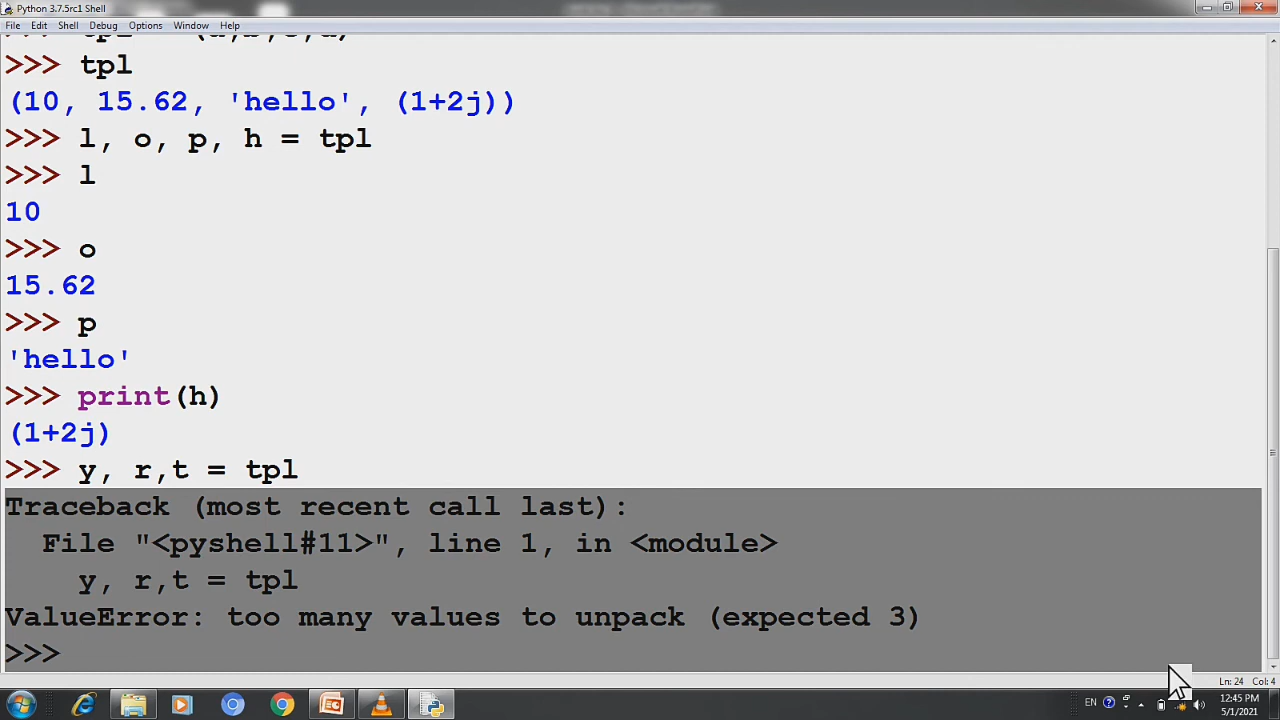 Python 3.7.5rc1 Shell
File Edit Shell Debug Options Window Help
>>> tpl
(10, 15.62, 'hello', (1+2j))
>>> l, o, p, h = tpl
>>> l
10
>>> o
15.62
>>> p
'hello'
>>> print(h)
(1+2j)
>>> y, r,t = tpl
Traceback (most recent call last):
File "<pyshell#11>", line 1, in <module>
y, r,t = tpl
ValueError: too many values to unpack (expected 3)
>>>
Ln: 24 Col: 4
EN 12:45 PM
5/1/2021